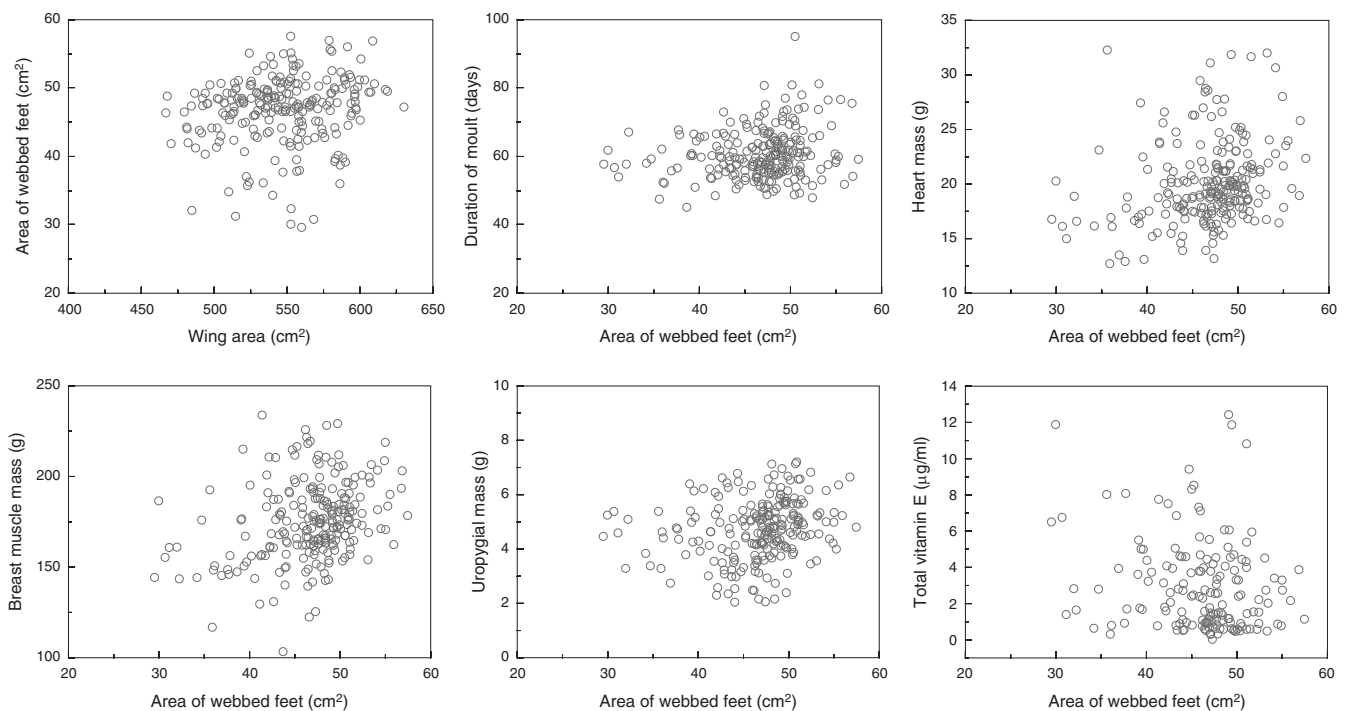 60
50
40
30
20
Area of webbed feet (cm²)
400 450 500 550 600 650
Wing area (cm²)
100
80
60
40
20
Duration of moult (days)
20 30 40 50 60
Area of webbed feet (cm²)
35
30
25
20
15
10
Heart mass (g)
20 30 40 50 60
Area of webbed feet (cm²)
250
200
150
100
Breast muscle mass (g)
20 30 40 50 60
Area of webbed feet (cm²)
10
8
6
4
2
0
Uropygial mass (g)
20 30 40 50 60
Area of webbed feet (cm²)
14
12
10
8
6
4
2
0
Total vitamin E (μg/ml)
20 30 40 50 60
Area of webbed feet (cm²)